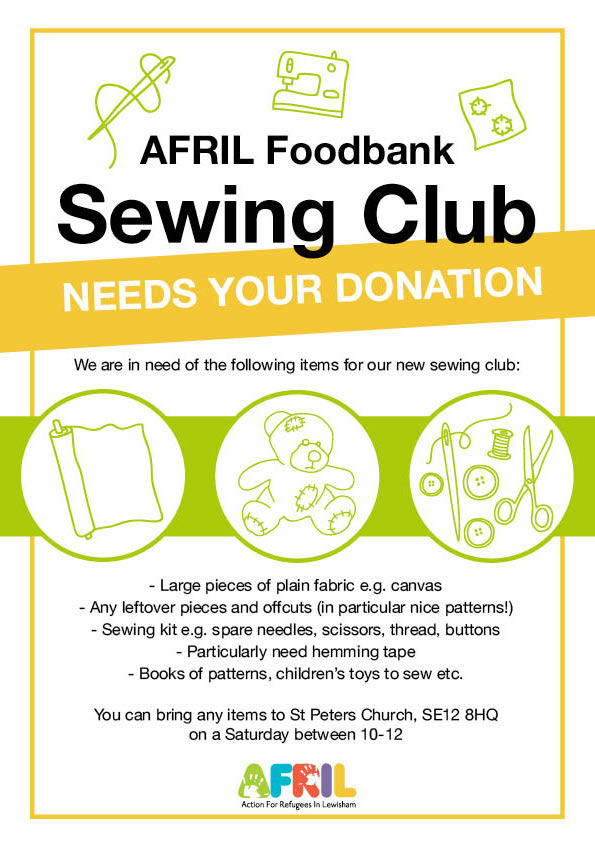 AFRIL Foodbank
Sewing Club
NEEDS YOUR DONATION
We are in need of the following items for our new sewing club:
- Large pieces of plain fabric e.g. canvas
- Any leftover pieces and offcuts (in particular nice patterns!)
- Sewing kit e.g. spare needles, scissors, thread, buttons
- Particularly need hemming tape
- Books of patterns, children's toys to sew etc.
You can bring any items to St Peters Church, SE12 8HQ
on a Saturday between 10-12
AFRIL
Action For Refugees In Lewisham